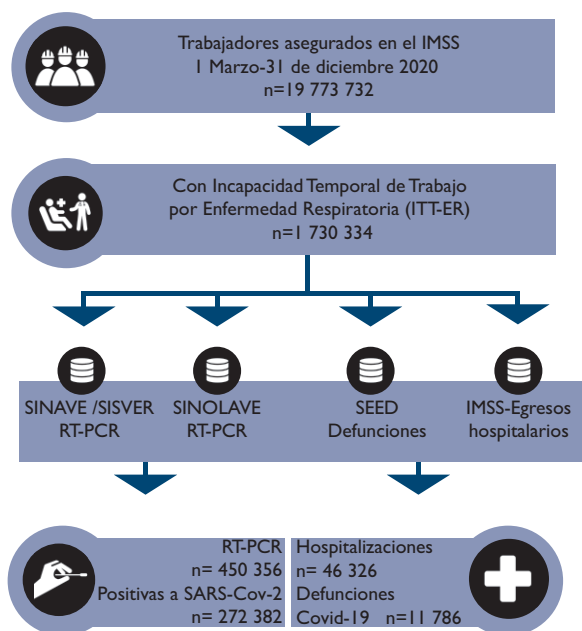 Trabajadores asegurados en el IMSS
1 Marzo-31 de diciembre 2020
n=19 773 732
Con Incapacidad Temporal de Trabajo
por Enfermedad Respiratoria (ITT-ER)
n=1 730 334
SINAVE /SISVER
RT-PCR
SINOLAVE
RT-PCR
SEED
Defunciones
IMSS-Egresos
hospitalarios
RT-PCR
n= 450 356
Positivas a SARS-Cov-2
n= 272 382
Hospitalizaciones
n= 46 326
Defunciones
Covid-19 n=11 786